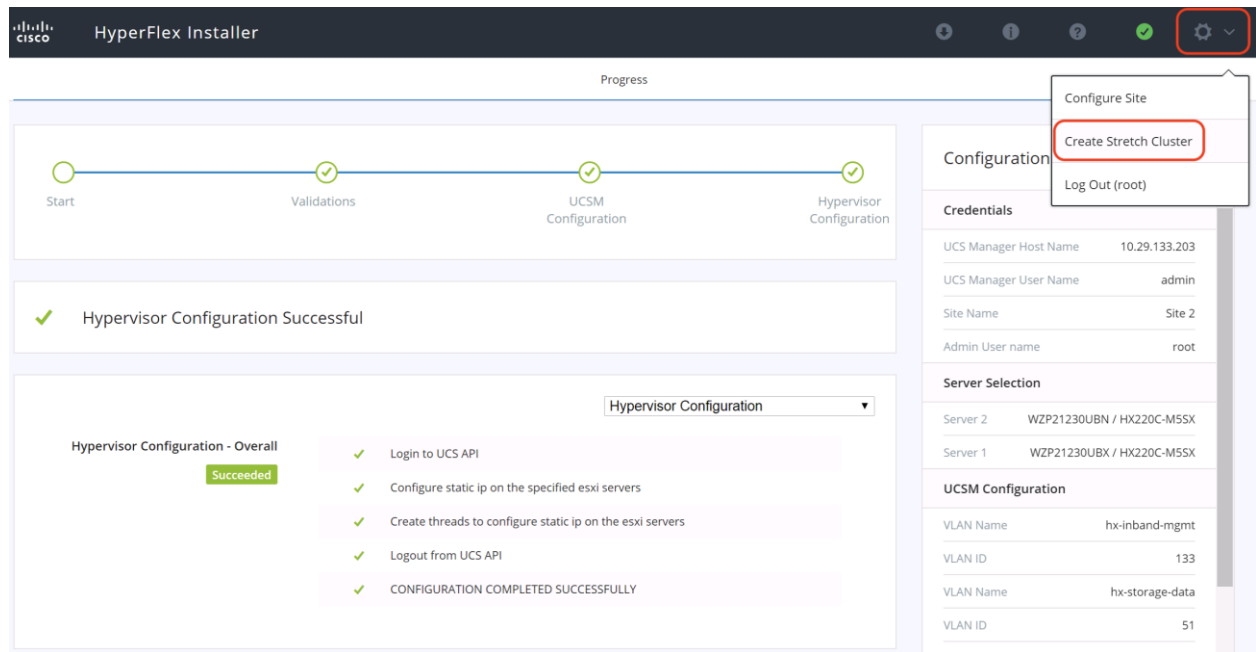 cisco
HyperFlex Installer
Progress
Configure Site
Create Stretch Cluster
Log Out (root)
Start
Validations
UCSM
Configuration
Hypervisor
Configuration
Hypervisor Configuration Successful
Hypervisor Configuration
Hypervisor Configuration - Overall
Succeeded
Login to UCS API
Configure static ip on the specified esxi servers
Create threads to configure static ip on the esxi servers
Logout from UCS API
CONFIGURATION COMPLETED SUCCESSFULLY
Configuration
Credentials
UCS Manager Host Name 10.29.133.203
UCS Manager User Name admin
Site Name Site 2
Admin User name root
Server Selection
Server 2 WZP21230UBN / HX220C-M5SX
Server 1 WZP21230UBX / HX220C-M5SX
UCSM Configuration
VLAN Name hx-inband-mgmt
VLAN ID 133
VLAN Name hx-storage-data
VLAN ID 51